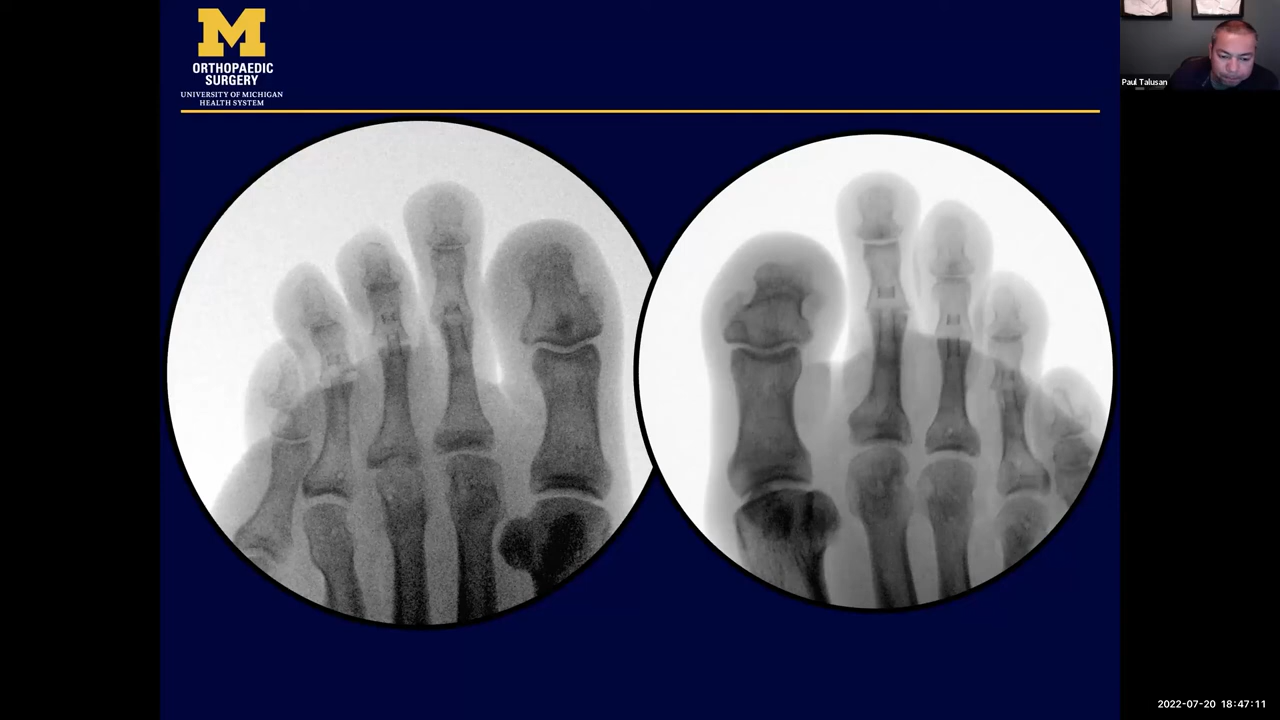 M
ORTHOPAEDIC
SURGERY
UNIVERSITY OF MICHIGAN
HEALTH SYSTEM
Paul Talusan
2022-07-20 18:47:11